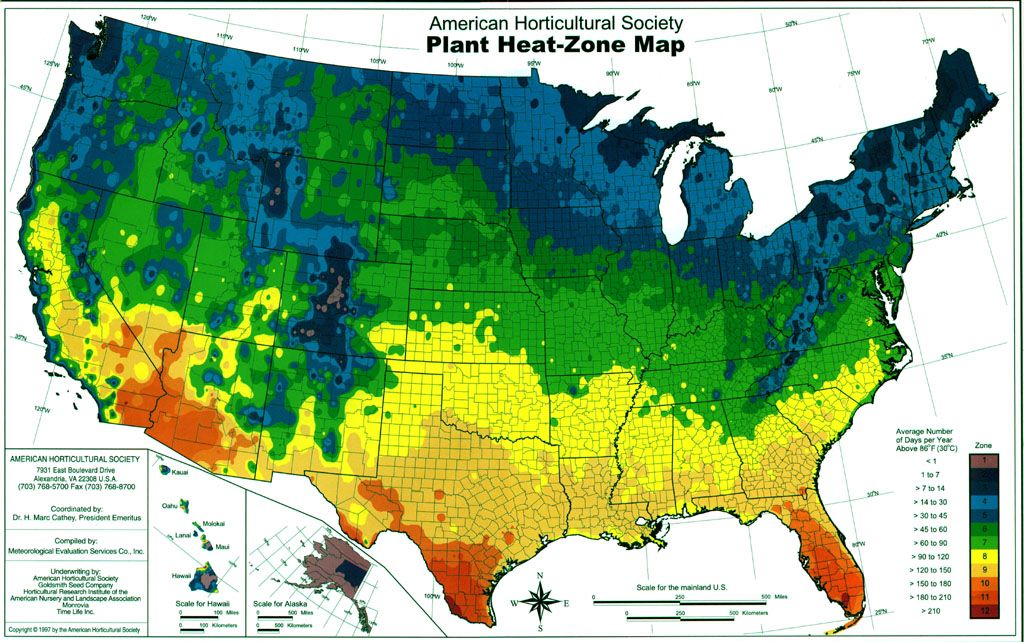 American Horticultural Society
Plant Heat-Zone Map
120°W
115°W
110°W
105°W
100°W
95°W
90°W
85°W
80°W
75°W
70°W
50°N
125°W
45°N
45°N
40°N
35°N
35°N
120°W
30°N
80°W
25°N
100°W
AMERICAN HORTICULTURAL SOCIETY
7931 East Boulevard Drive
Alexandria, VA 22308 U.S.A.
(703) 768-5700 Fax (703) 768-8700
Coordinated by:
Dr. H. Marc Cathey, President Emeritus
Compiled by:
Meteorological Evaluation Services Co., Inc.
Underwriting by:
American Horticultural Society
Goldsmith Seed Company
Horticultural Research Institute of the
American Nursery and Landscape Association
Monrovia
Time Life Inc.
Copyright © 1997 by the American Horticultural Society
Kauai
Oahu
Molokai
Lanai
Maui
Hawaii
Scale for Hawaii
0 100 Miles
0 100 Kilometers
Scale for Alaska
0 500 Miles
0 500 Kilometers
N
W E
S
Scale for the mainland U.S.
0 250 500 Miles
0 250 500 Kilometers
Average Number
of Days per Year
Above 86°F (30°C)
Zone
< 1 1
1 to 7
> 7 to 14
> 14 to 30 4
> 30 to 45 5
> 45 to 60 6
> 60 to 90 7
> 90 to 120 8
> 120 to 150 9
> 150 to 180 10
> 180 to 210 11
> 210 12